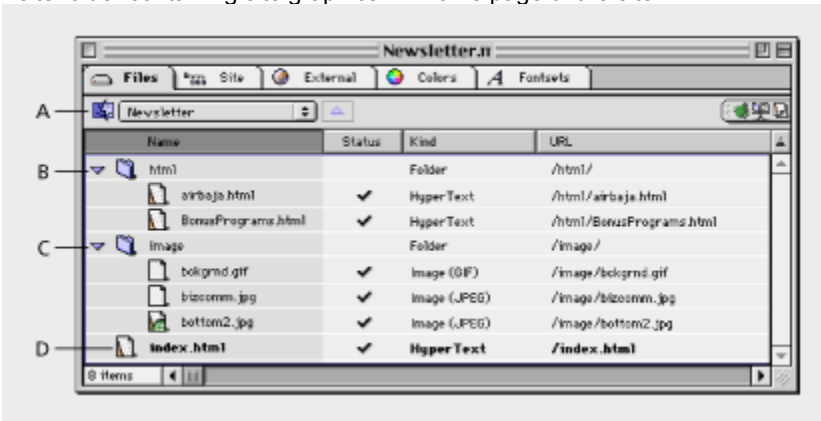 Newsletter.π
Files Site External Colors Fontsets
A Newsletter
Name Status Kind URL
B html Folder /html/
airbaja.html HyperText /html/airbaja.html
BonusPrograms.html HyperText /html/BonusPrograms.html
C image Folder /image/
bckgrnd.gif Image (GIF) /image/bckgrnd.gif
bizcomm.jpg Image (JPEG) /image/bizcomm.jpg
bottom2.jpg Image (JPEG) /image/bottom2.jpg
D index.html HyperText /index.html
8 items